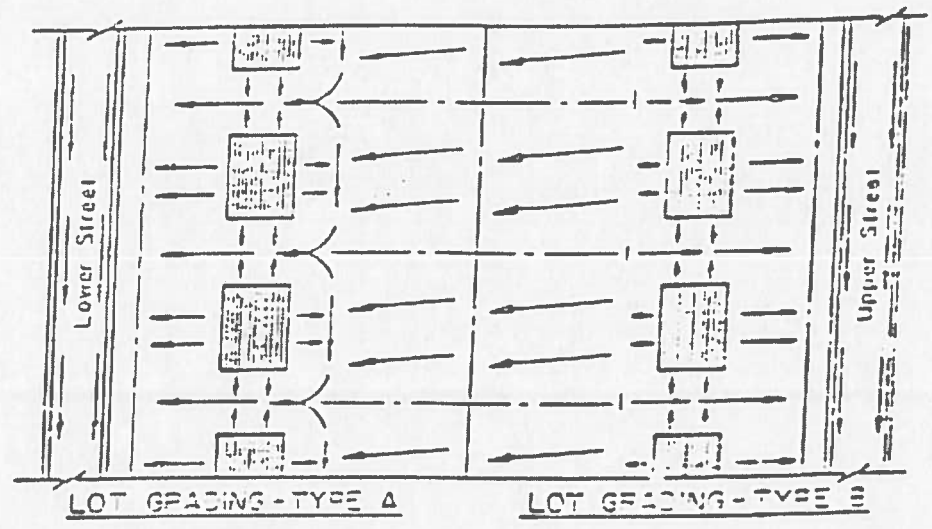 Lower Street
Upper Street
LOT GRADING-TYPE A
LOT GRADING-TYPE B